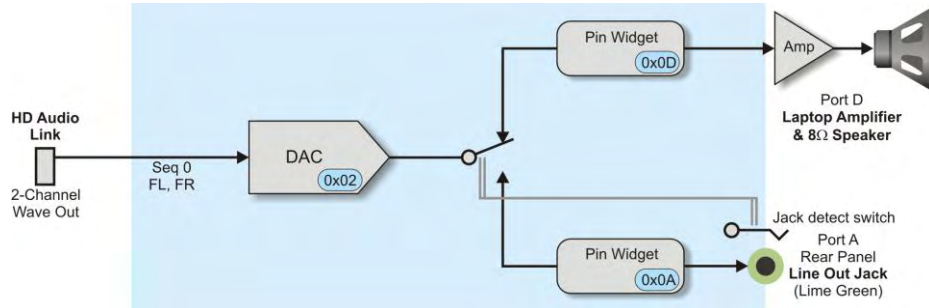 HD Audio
Link
2-Channel
Wave Out
Seq 0
FL, FR
DAC
0x02
Pin Widget
0x0D
Amp
Port D
Laptop Amplifier
& 8Ω Speaker
Jack detect switch
Pin Widget
0x0A
Port A
Rear Panel
Line Out Jack
(Lime Green)